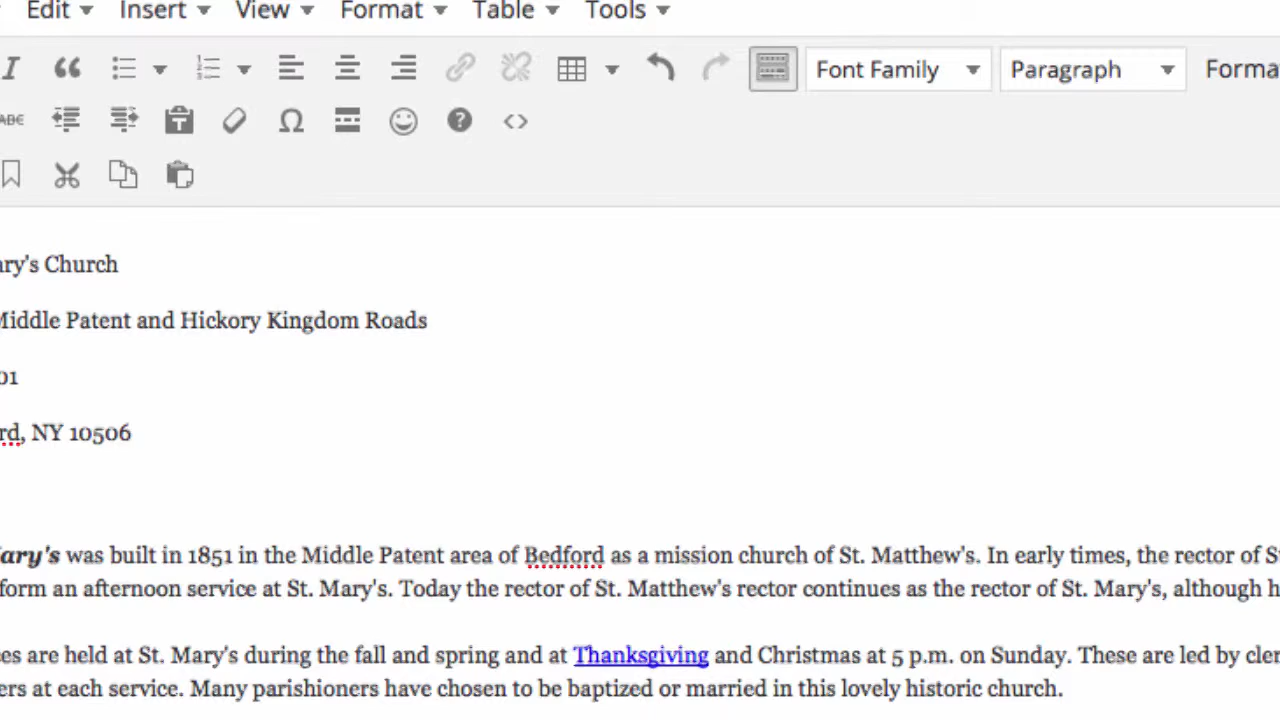 Edit Insert View Format Table Tools
Font Family Paragraph Forma
ABC
ary's Church
Middle Patent and Hickory Kingdom Roads
01
rd, NY 10506
Mary's was built in 1851 in the Middle Patent area of Bedford as a mission church of St. Matthew's. In early times, the rector of S
form an afternoon service at St. Mary's. Today the rector of St. Matthew's rector continues as the rector of St. Mary's, although h
es are held at St. Mary's during the fall and spring and at Thanksgiving and Christmas at 5 p.m. on Sunday. These are led by cler
ers at each service. Many parishioners have chosen to be baptized or married in this lovely historic church.